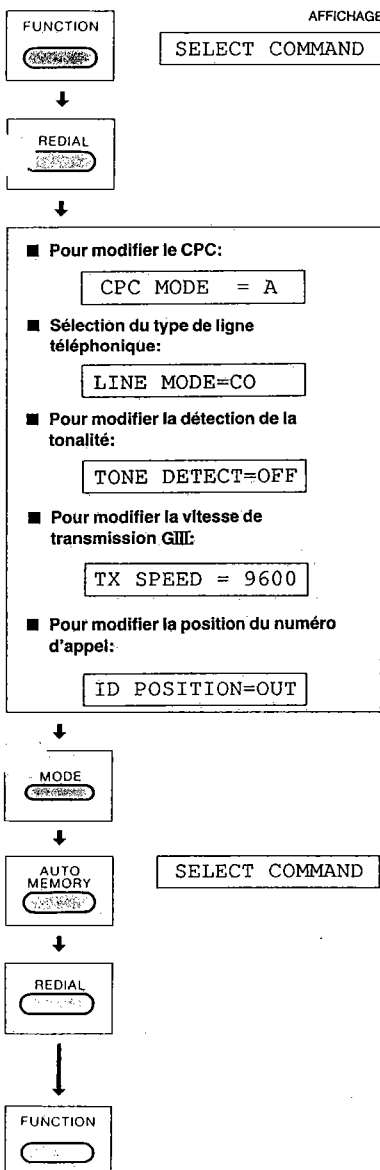 AFFICHAGE
FUNCTION
SELECT COMMAND
REDIAL
■ Pour modifier le CPC:
CPC MODE = A
■ Sélection du type de ligne
téléphonique:
LINE MODE=CO
■ Pour modifier la détection de la
tonalité:
TONE DETECT=OFF
■ Pour modifier la vitesse de
transmission GIII:
TX SPEED = 9600
■ Pour modifier la position du numéro
d'appel:
ID POSITION=OUT
MODE
AUTO
MEMORY
SELECT COMMAND
REDIAL
FUNCTION